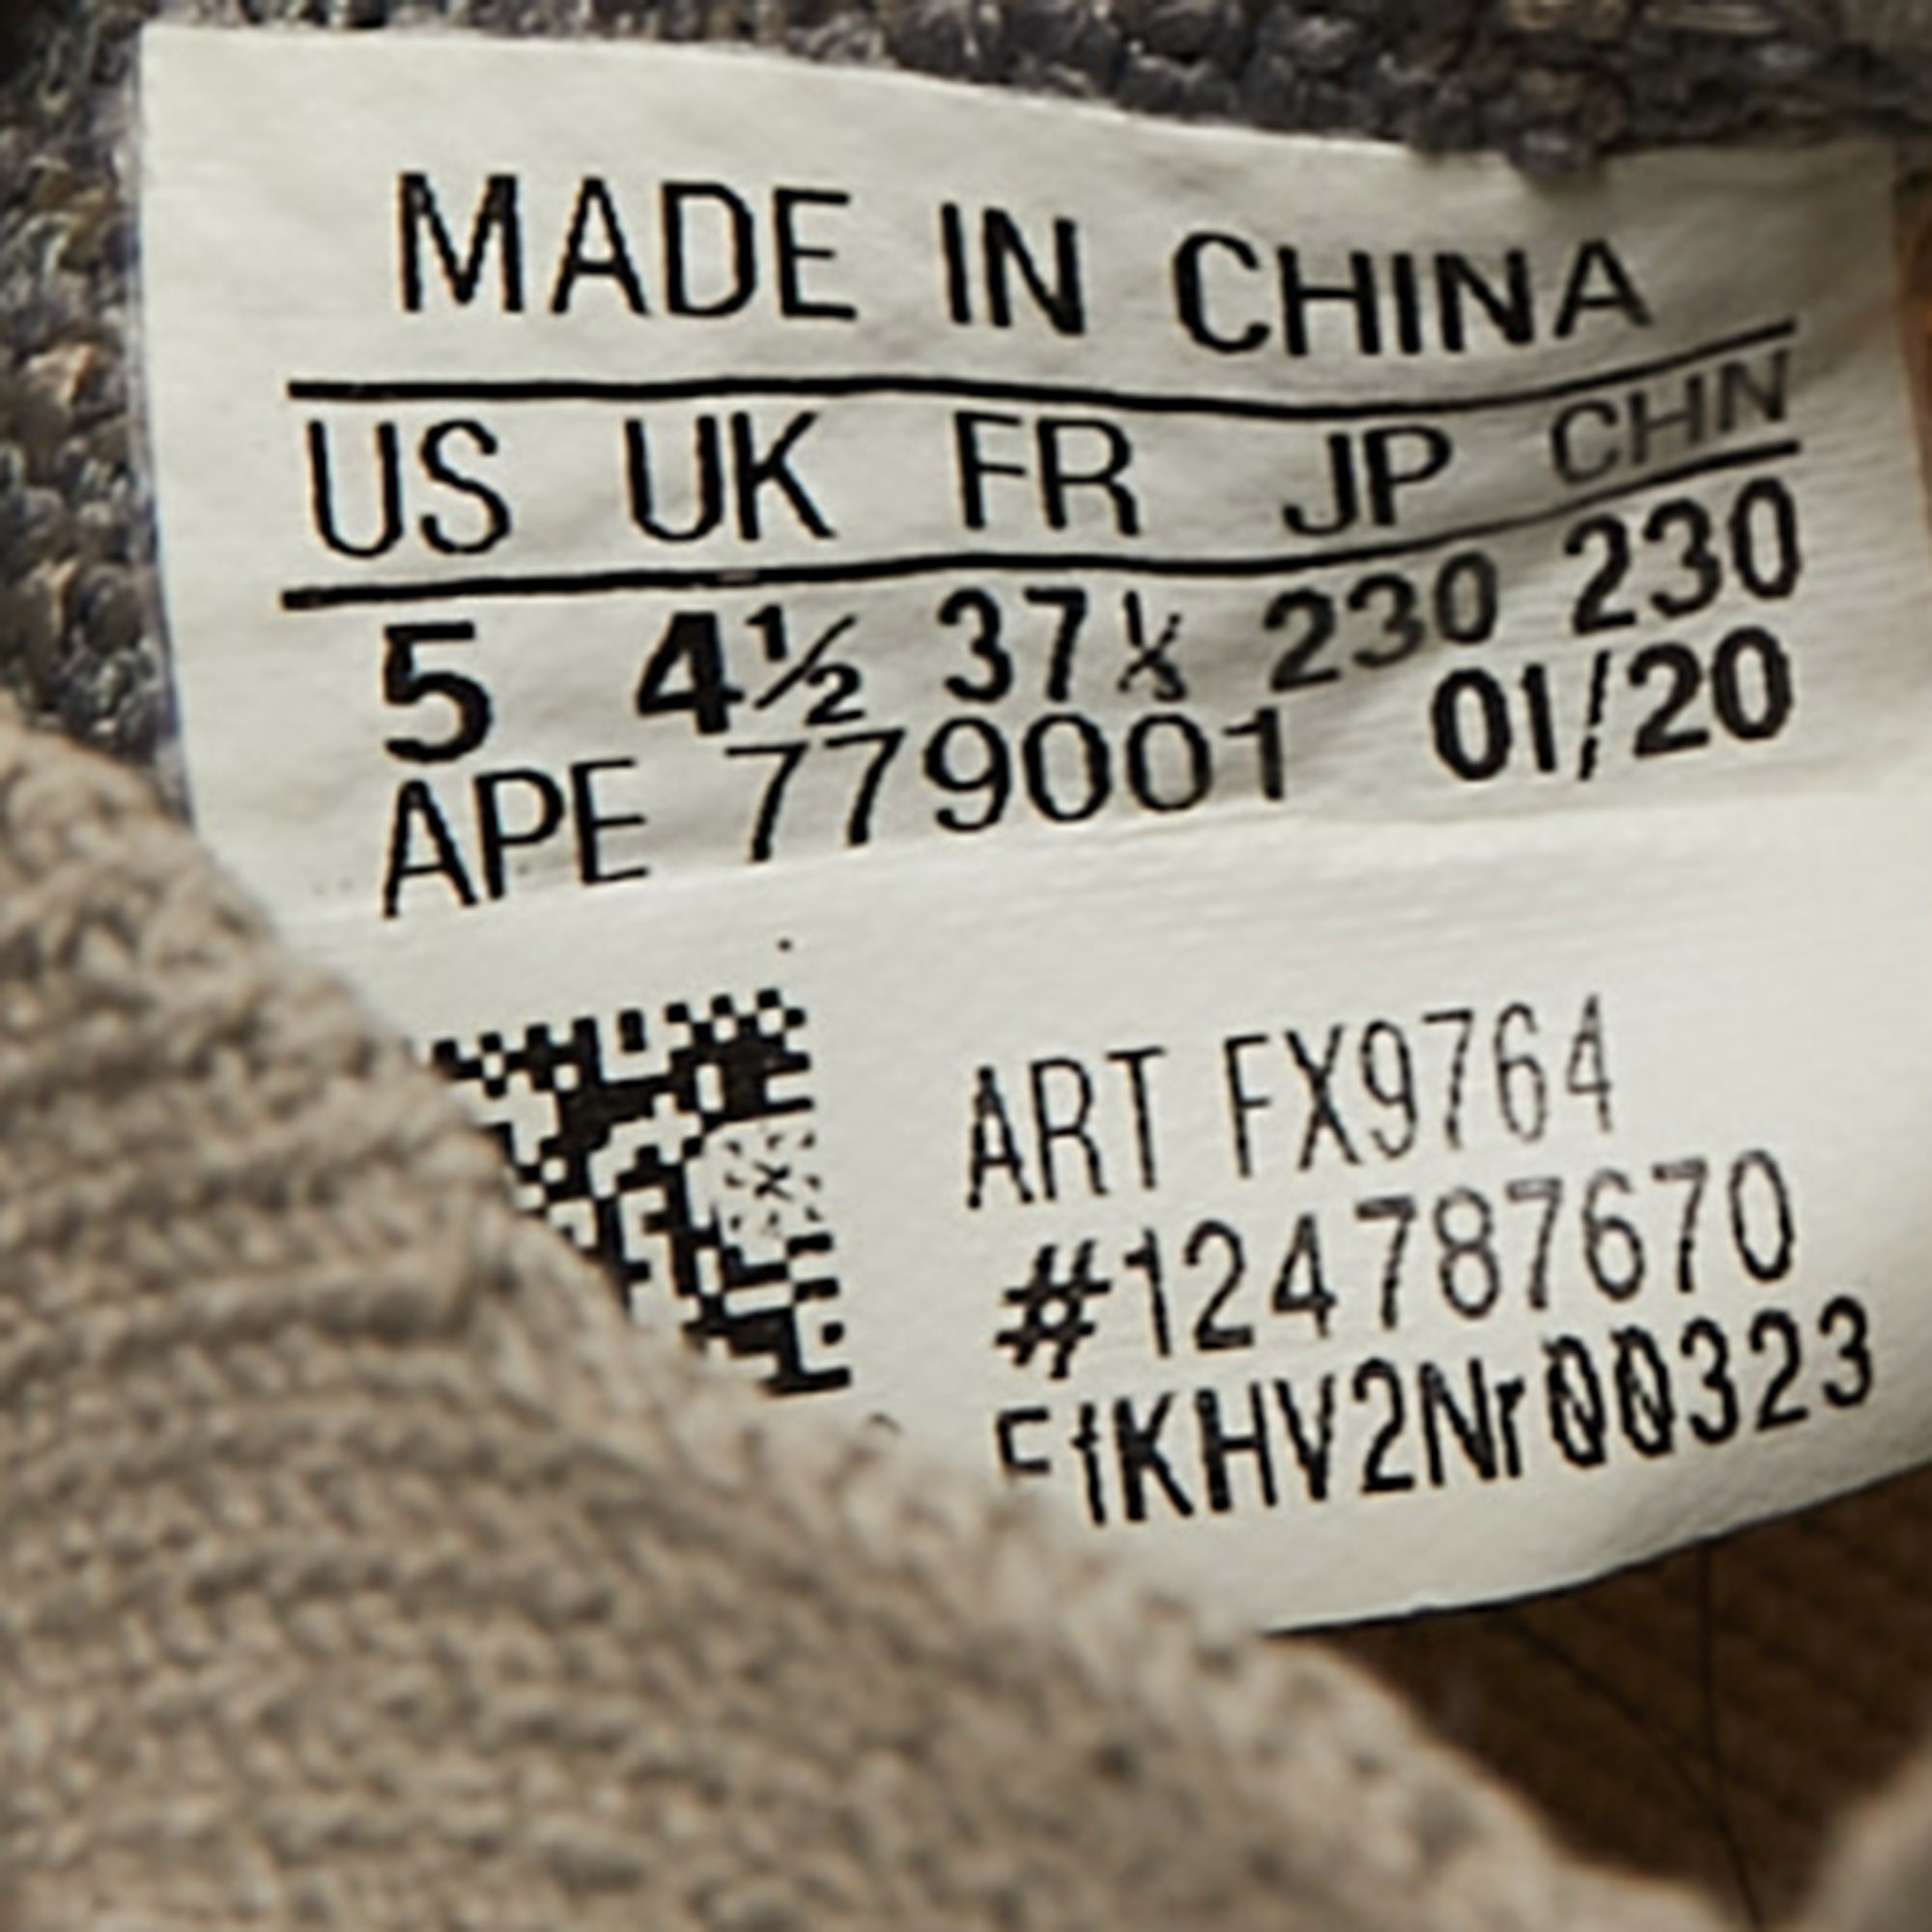 MADE IN CHINA
US UK FR JP CHN
5 4½ 37⅓ 230 230
APE 779001 01/20
ART FX9764
#124787670
KHV2Nr00323